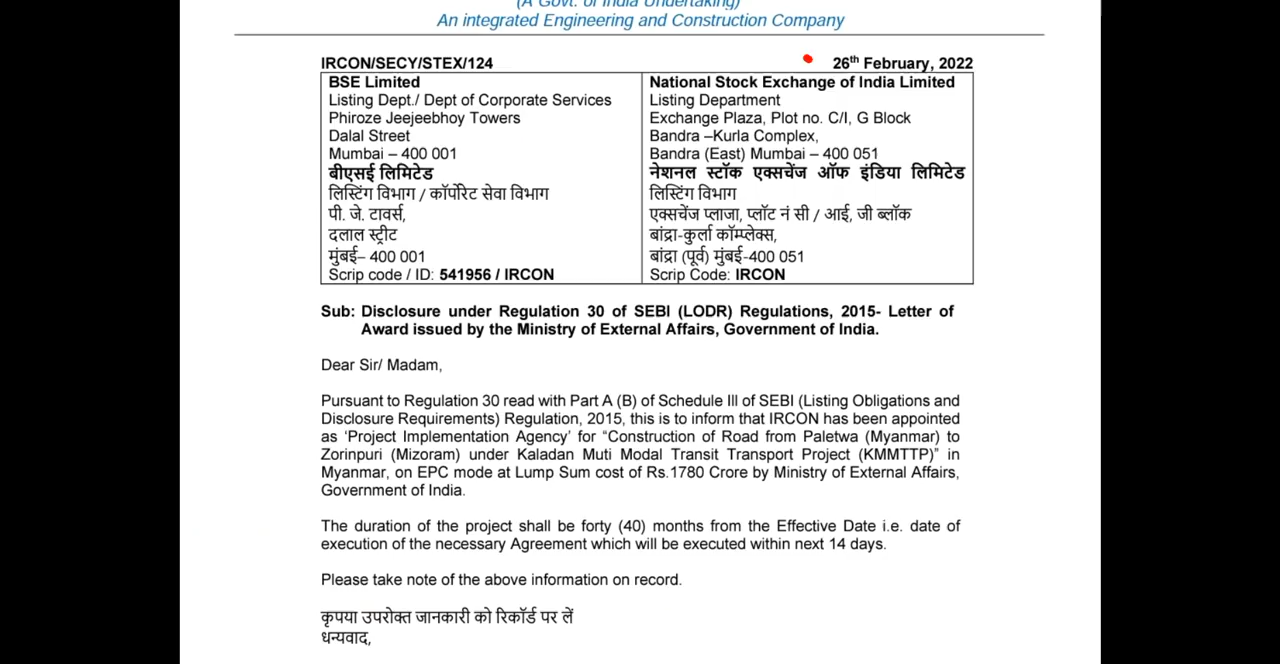 (A Govt. of India Undertaking)
An integrated Engineering and Construction Company
IRCON/SECY/STEX/124
26th February, 2022
BSE Limited
Listing Dept./ Dept of Corporate Services
Phiroze Jeejeebhoy Towers
Dalal Street
Mumbai – 400 001
बीएसई लिमिटेड
लिस्टिंग विभाग / कॉर्पोरेट सेवा विभाग
पी. जे. टावर्स,
दलाल स्ट्रीट
मुंबई– 400 001
Scrip code / ID: 541956 / IRCON
National Stock Exchange of India Limited
Listing Department
Exchange Plaza, Plot no. C/I, G Block
Bandra –Kurla Complex,
Bandra (East) Mumbai – 400 051
नेशनल स्टॉक एक्सचेंज ऑफ इंडिया लिमिटेड
लिस्टिंग विभाग
एक्सचेंज प्लाजा, प्लॉट नं सी / आई, जी ब्लॉक
बांद्रा-कुर्ला कॉम्प्लेक्स,
बांद्रा (पूर्व) मुंबई-400 051
Scrip Code: IRCON
Sub: Disclosure under Regulation 30 of SEBI (LODR) Regulations, 2015- Letter of
Award issued by the Ministry of External Affairs, Government of India.
Dear Sir/ Madam,
Pursuant to Regulation 30 read with Part A (B) of Schedule III of SEBI (Listing Obligations and
Disclosure Requirements) Regulation, 2015, this is to inform that IRCON has been appointed
as ‘Project Implementation Agency’ for “Construction of Road from Paletwa (Myanmar) to
Zorinpuri (Mizoram) under Kaladan Muti Modal Transit Transport Project (KMMTTP)” in
Myanmar, on EPC mode at Lump Sum cost of Rs.1780 Crore by Ministry of External Affairs,
Government of India.
The duration of the project shall be forty (40) months from the Effective Date i.e. date of
execution of the necessary Agreement which will be executed within next 14 days.
Please take note of the above information on record.
कृपया उपरोक्त जानकारी को रिकॉर्ड पर लें
धन्यवाद,